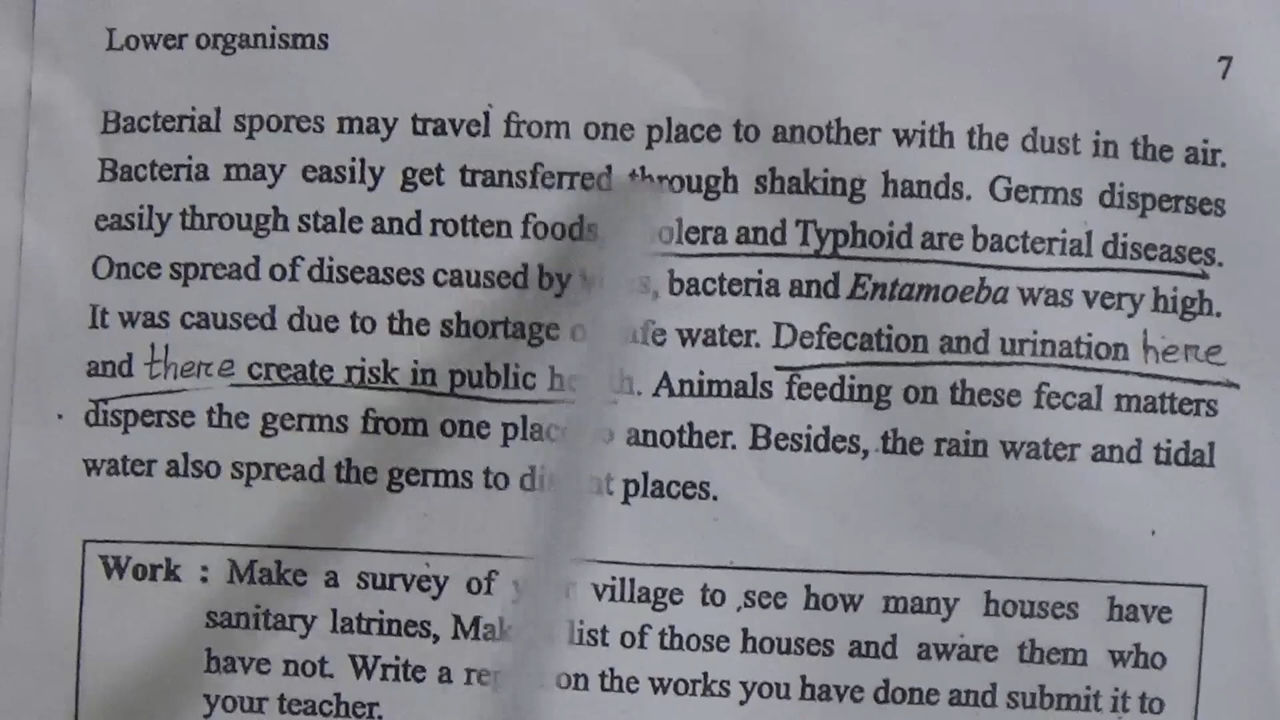 Lower organisms
7
Bacterial spores may travel from one place to another with the dust in the air.
Bacteria may easily get transferred through shaking hands. Germs disperses
easily through stale and rotten foods olera and Typhoid are bacterial diseases.
Once spread of diseases caused by s, bacteria and Entamoeba was very high.
It was caused due to the shortage o afe water. Defecation and urination here
and there create risk in public he h. Animals feeding on these fecal matters
disperse the germs from one place o another. Besides, the rain water and tidal
water also spread the germs to dis at places.
Work : Make a survey of village to see how many houses have
sanitary latrines, Mak list of those houses and aware them who
have not. Write a rep on the works you have done and submit it to
your teacher.